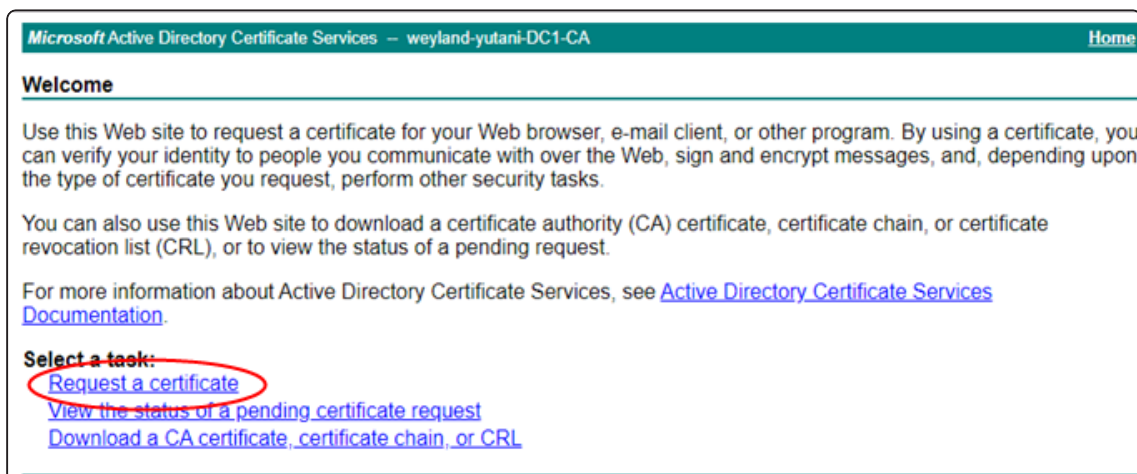 Microsoft Active Directory Certificate Services -- weyland-yutani-DC1-CA Home
Welcome
Use this Web site to request a certificate for your Web browser, e-mail client, or other program. By using a certificate, you
can verify your identity to people you communicate with over the Web, sign and encrypt messages, and, depending upon
the type of certificate you request, perform other security tasks.
You can also use this Web site to download a certificate authority (CA) certificate, certificate chain, or certificate
revocation list (CRL), or to view the status of a pending request.
For more information about Active Directory Certificate Services, see Active Directory Certificate Services
Documentation.
Select a task:
Request a certificate
View the status of a pending certificate request
Download a CA certificate, certificate chain, or CRL